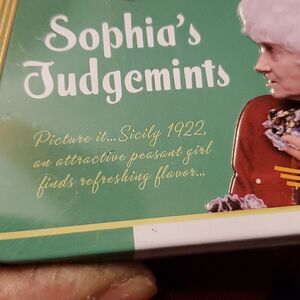 Sophia's
Judgemints
Picture it...Sicily 1922,
an attractive peasant girl
finds refreshing flavor...